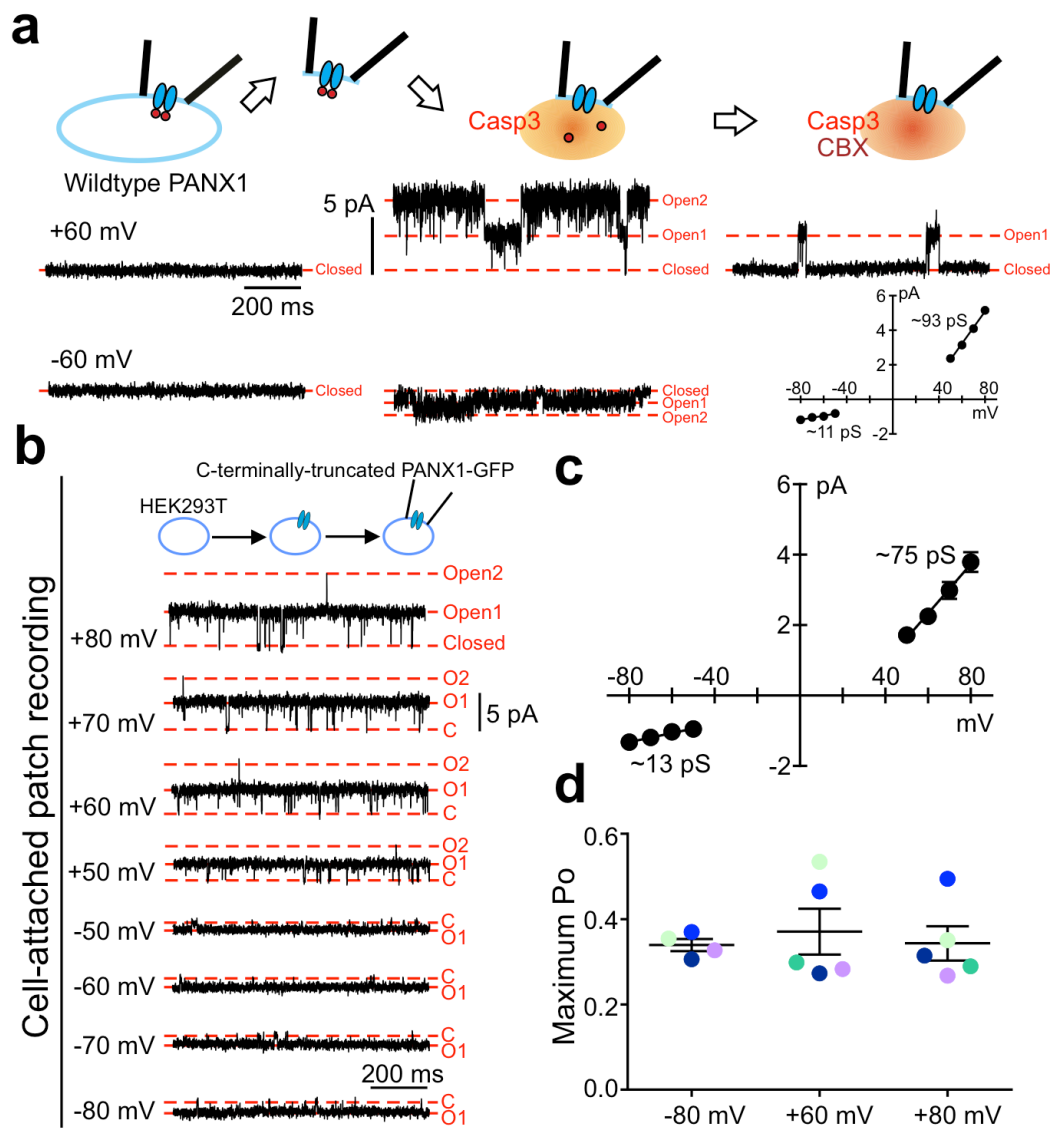 a
Casp3
Casp3
CBX
Wildtype PANX1
5 pA
+60 mV
Closed
200 ms
Open2
Open1
Closed
Open1
Closed
-60 mV
Closed
Closed
Open1
Open2
6
pA
4
2
-2
-80
-40
40
80
mV
~93 pS
~11 pS
b
Cell-attached patch recording
C-terminally-truncated PANX1-GFP
HEK293T
Open2
Open1
Closed
+80 mV
O2
O1
C
+70 mV
5 pA
O2
O1
C
+60 mV
O2
O1
C
+50 mV
C
O1
-50 mV
C
O1
-60 mV
C
O1
-70 mV
200 ms
C
O1
-80 mV
c
6
pA
4
2
-2
-80
-40
40
80
mV
~75 pS
~13 pS
d
Maximum Po
0.6
0.4
0.2
0.0
-80 mV
+60 mV
+80 mV